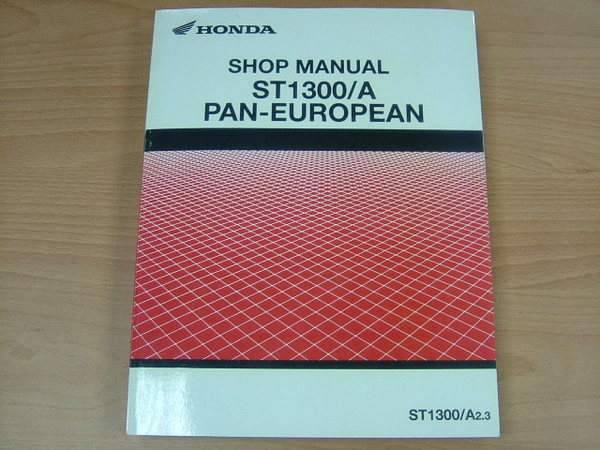 HONDA
SHOP MANUAL
ST1300/A
PAN-EUROPEAN
ST1300/A2.3